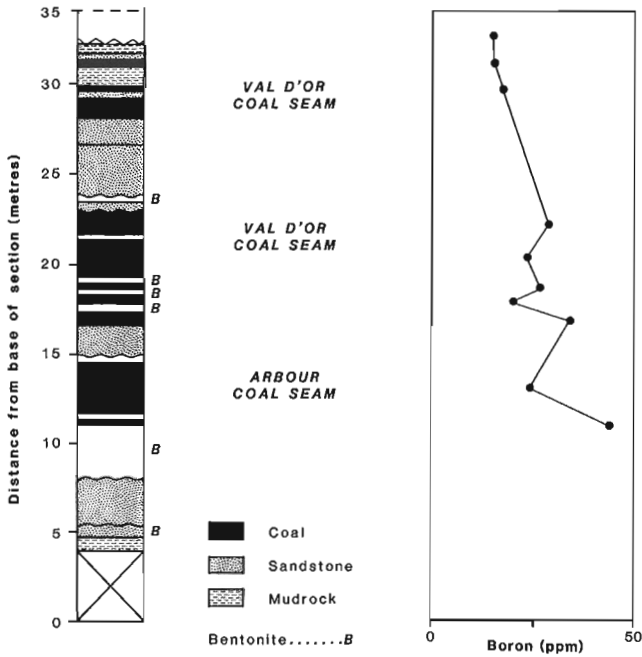 35
30
25
20
15
10
5
0
Distance from base of section (metres)
B
B
B
B
B
B
VAL D'OR
COAL SEAM
VAL D'OR
COAL SEAM
ARBOUR
COAL SEAM
Coal
Sandstone
Mudrock
Bentonite.......B
0
50
Boron (ppm)